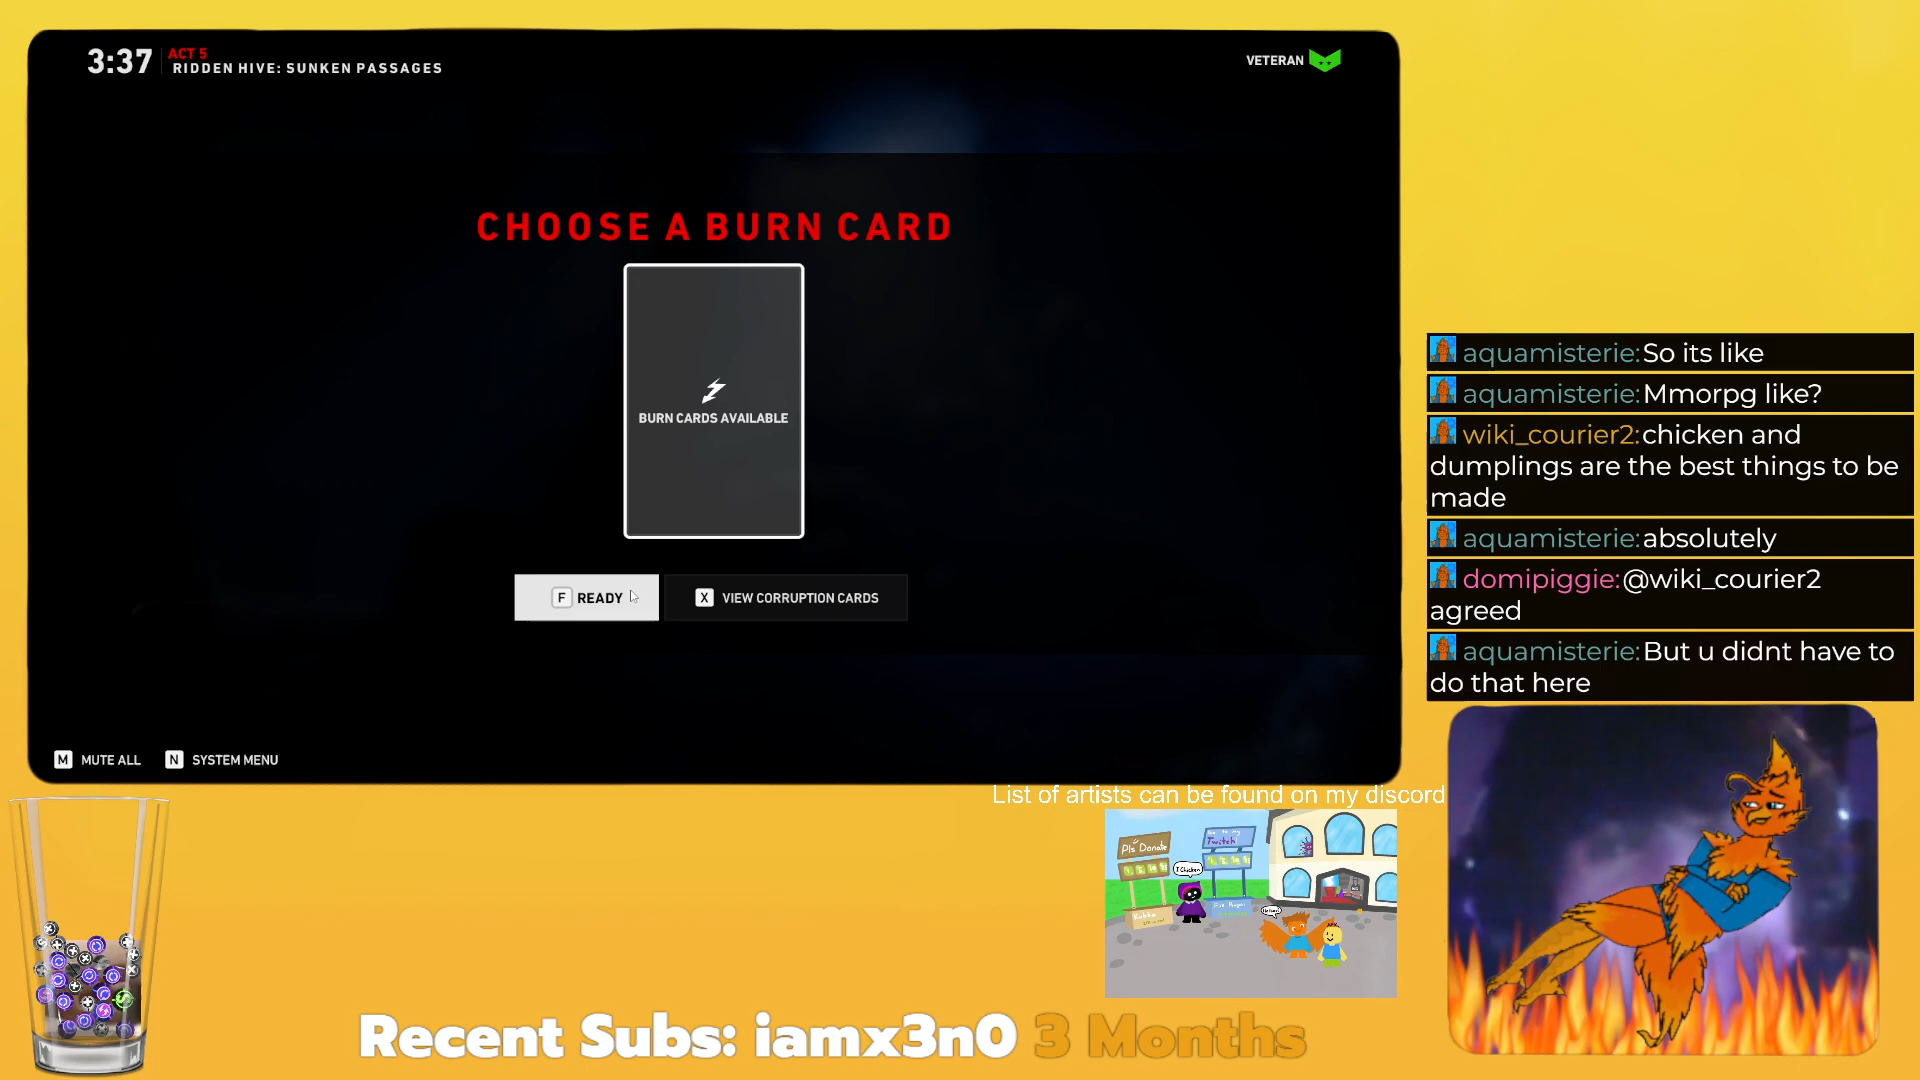 3:37
ACT 5
RIDDEN HIVE: SUNKEN PASSAGES
VETERAN
CHOOSE A BURN CARD
BURN CARDS AVAILABLE
F READY
X VIEW CORRUPTION CARDS
M MUTE ALL
N SYSTEM MENU
aquamisterie:So its like
aquamisterie:Mmorpg like?
wiki_courier2:chicken and
dumplings are the best things to be
made
aquamisterie:absolutely
domipiggie:@wiki_courier2
agreed
aquamisterie:But u didnt have to
do that here
List of artists can be found on my discord
Pls Donate
Twitch
I Chicken
Recent Subs: iamx3n0 3 Months